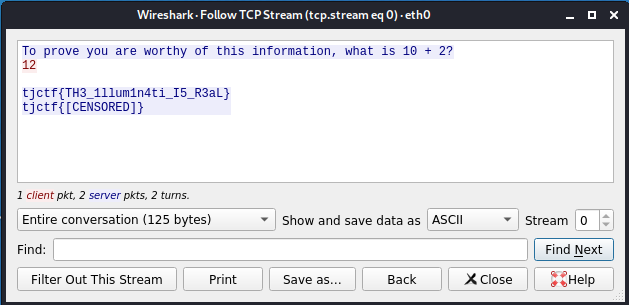 Wireshark · Follow TCP Stream (tcp.stream eq 0) · eth0
To prove you are worthy of this information, what is 10 + 2?
12
tjctf{TH3_1llum1n4ti_I5_R3aL}
tjctf{[CENSORED]}
1 client pkt, 2 server pkts, 2 turns.
Entire conversation (125 bytes) Show and save data as ASCII Stream 0
Find: Find Next
Filter Out This Stream Print Save as... Back Close Help